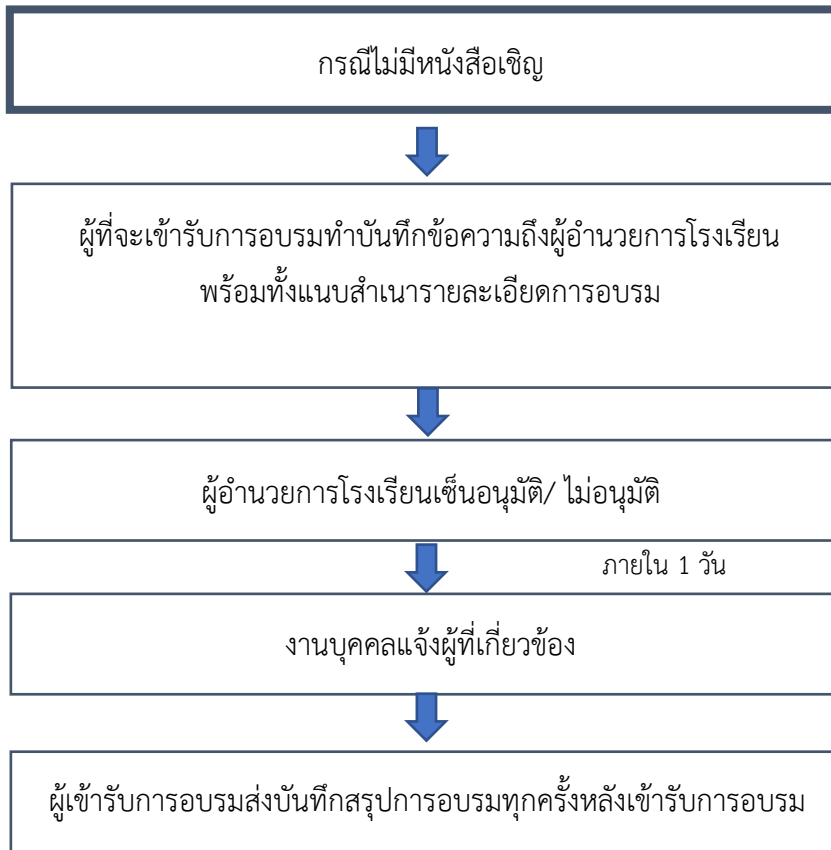 กรณีไม่มีหนังสือเชิญ
ผู้ที่จะเข้ารับการอบรมทำบันทึกข้อความถึงผู้อำนวยการโรงเรียน
พร้อมทั้งแนบสำเนารายละเอียดการอบรม
ผู้อำนวยการโรงเรียนเซ็นอนุมัติ/ ไม่อนุมัติ
ภายใน 1 วัน
งานบุคคลแจ้งผู้ที่เกี่ยวข้อง
ผู้เข้ารับการอบรมส่งบันทึกสรุปการอบรมทุกครั้งหลังเข้ารับการอบรม